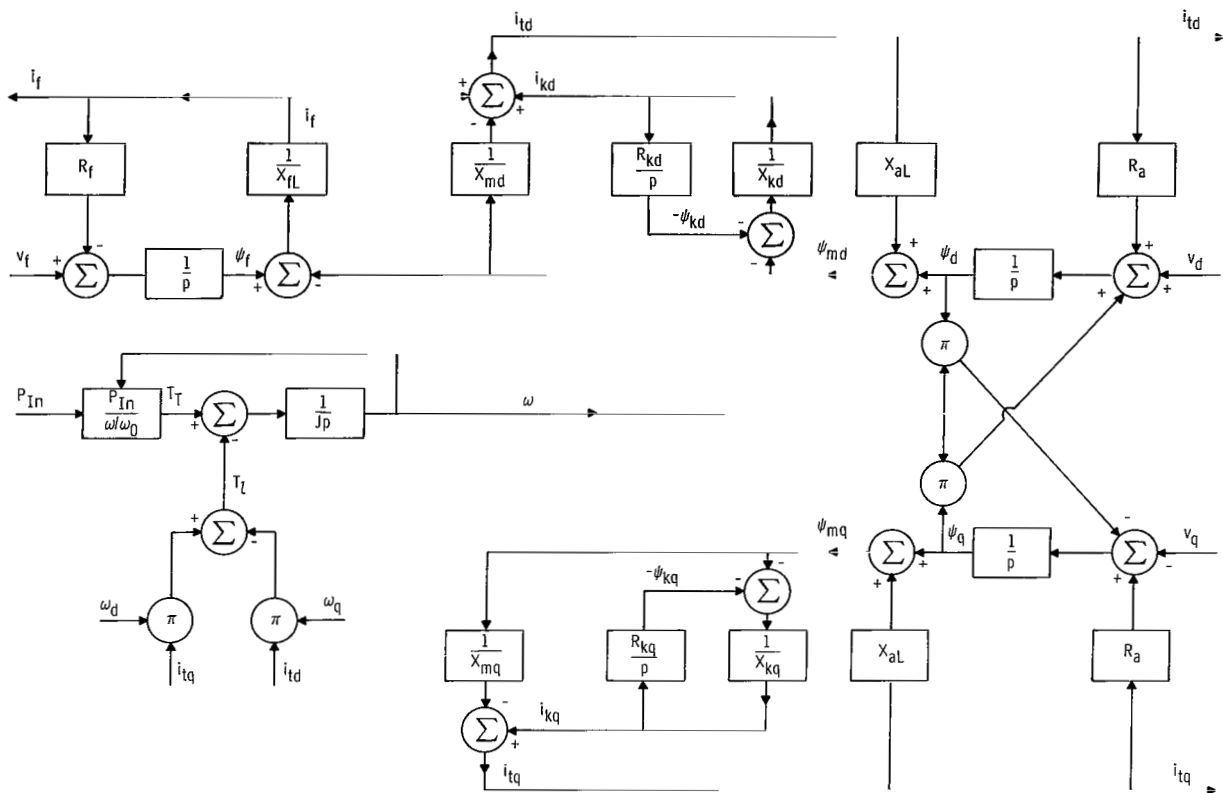 i_td
i_td
i_f
i_f
+ Σ i_kd
+
-
R_f
1/X_fL
1/X_md
R_kd/p
1/X_kd
X_aL
R_a
-ψ_kd - Σ
-
v_f + Σ -
1/p
ψ_f + Σ -
ψ_md
+ Σ +
ψ_d
1/p
+ Σ + +
v_d
π
P_In
P_In/ω/ω_0
T_T
+ Σ -
1/Jp
ω
T_l
π
+ Σ -
ψ_mq
+ Σ +
ψ_q
1/p
- Σ + -
v_q
-ψ_kq
- Σ -
ω_d
π
π
ω_q
1/X_mq
R_kq/p
1/X_kq
X_aL
R_a
i_tq
i_td
- Σ +
i_kq
i_tq
i_tq